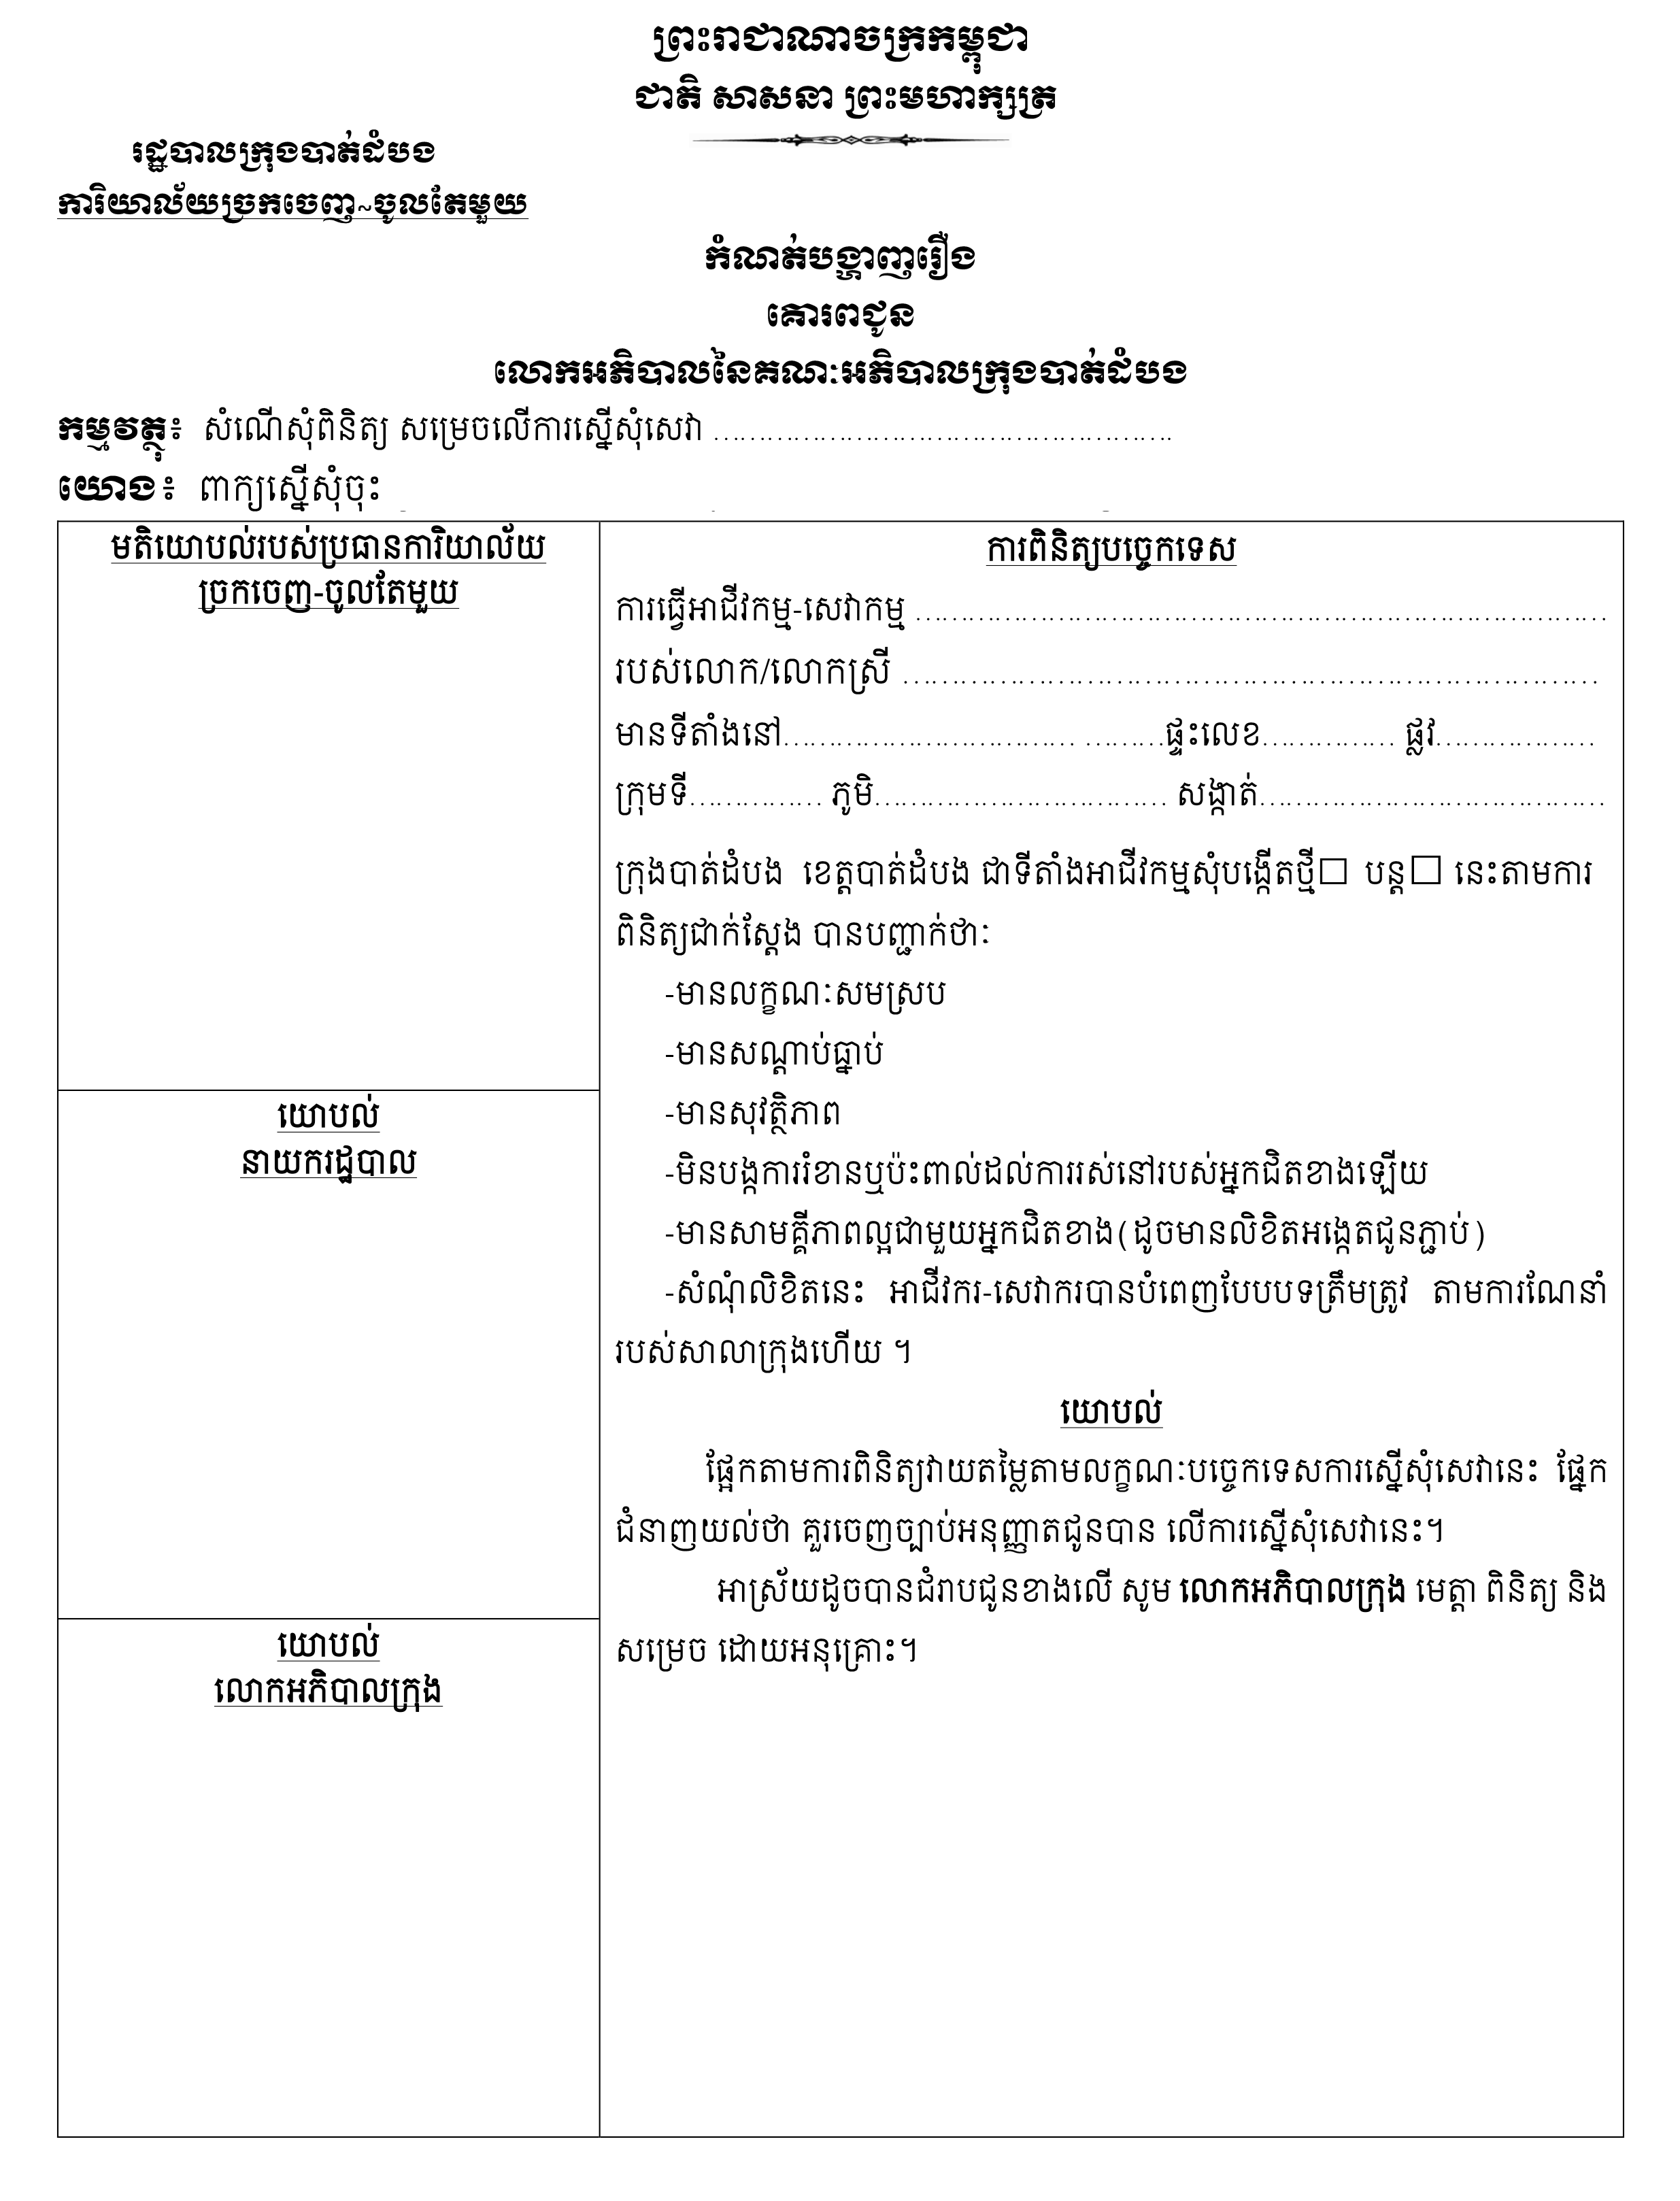 ព្រះរាជាណាចក្រកម្ពុជា
ជាតិ សាសនា ព្រះមហាក្សត្រ
រដ្ឋបាលក្រុងបាត់ដំបង
ការិយាល័យច្រកចេញ~ចូលតែមួយ
កំណត់បង្ហាញរឿង
គោរពជូន
លោកអភិបាលនៃគណៈអភិបាលក្រុងបាត់ដំបង
កម្មវត្ថុ៖ សំណើសុំពិនិត្យ សម្រេចលើការស្នើសុំសេវា ……………………………………………
យោង៖ ពាក្យស្នើសុំចុះ
មតិយោបល់របស់ប្រធានការិយាល័យ
ច្រកចេញ-ចូលតែមួយ
យោបល់
នាយករដ្ឋបាល
យោបល់
លោកអភិបាលក្រុង
ការពិនិត្យបច្ចេកទេស
ការធ្វើអាជីវកម្ម-សេវាកម្ម ……………………………………………………………………
របស់លោក/លោកស្រី ……………………………………………………………………
មានទីតាំងនៅ…………………………… ………ផ្ទះលេខ…………… ផ្លូវ………………
ក្រុមទី…………… ភូមិ…………………………… សង្កាត់…………………………………
ក្រុងបាត់ដំបង ខេត្តបាត់ដំបង ជាទីតាំងអាជីវកម្មសុំបង្កើតថ្មី☐ បន្ត☐ នេះតាមការ
ពិនិត្យជាក់ស្តែង បានបញ្ជាក់ថាៈ
-មានលក្ខណៈសមស្រប
-មានសណ្តាប់ធ្នាប់
-មានសុវត្ថិភាព
-មិនបង្កការរំខានឬប៉ះពាល់ដល់ការរស់នៅរបស់អ្នកជិតខាងឡើយ
-មានសាមគ្គីភាពល្អជាមួយអ្នកជិតខាង(ដូចមានលិខិតអង្កេតជូនភ្ជាប់)
-សំណុំលិខិតនេះ អាជីវករ-សេវាករបានបំពេញបែបបទត្រឹមត្រូវ តាមការណែនាំ
របស់សាលាក្រុងហើយ ។
យោបល់
ផ្អែកតាមការពិនិត្យវាយតម្លៃតាមលក្ខណៈបច្ចេកទេសការស្នើសុំសេវានេះ ផ្នែក
ជំនាញយល់ថា គួរចេញច្បាប់អនុញ្ញាតជូនបាន លើការស្នើសុំសេវានេះ។
អាស្រ័យដូចបានជំរាបជូនខាងលើ សូម លោកអភិបាលក្រុង មេត្តា ពិនិត្យ និង
សម្រេច ដោយអនុគ្រោះ។